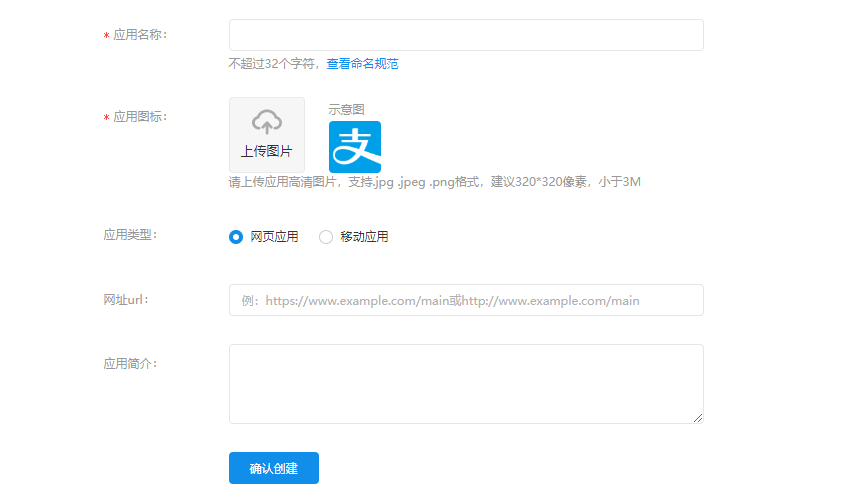 * 应用名称：
不超过32个字符，查看命名规范
* 应用图标：
示意图
支
上传图片
请上传应用高清图片，支持.jpg .jpeg .png格式，建议320*320像素，小于3M
应用类型： 网页应用 移动应用
网址url： 例：https://www.example.com/main或http://www.example.com/main
应用简介：
确认创建